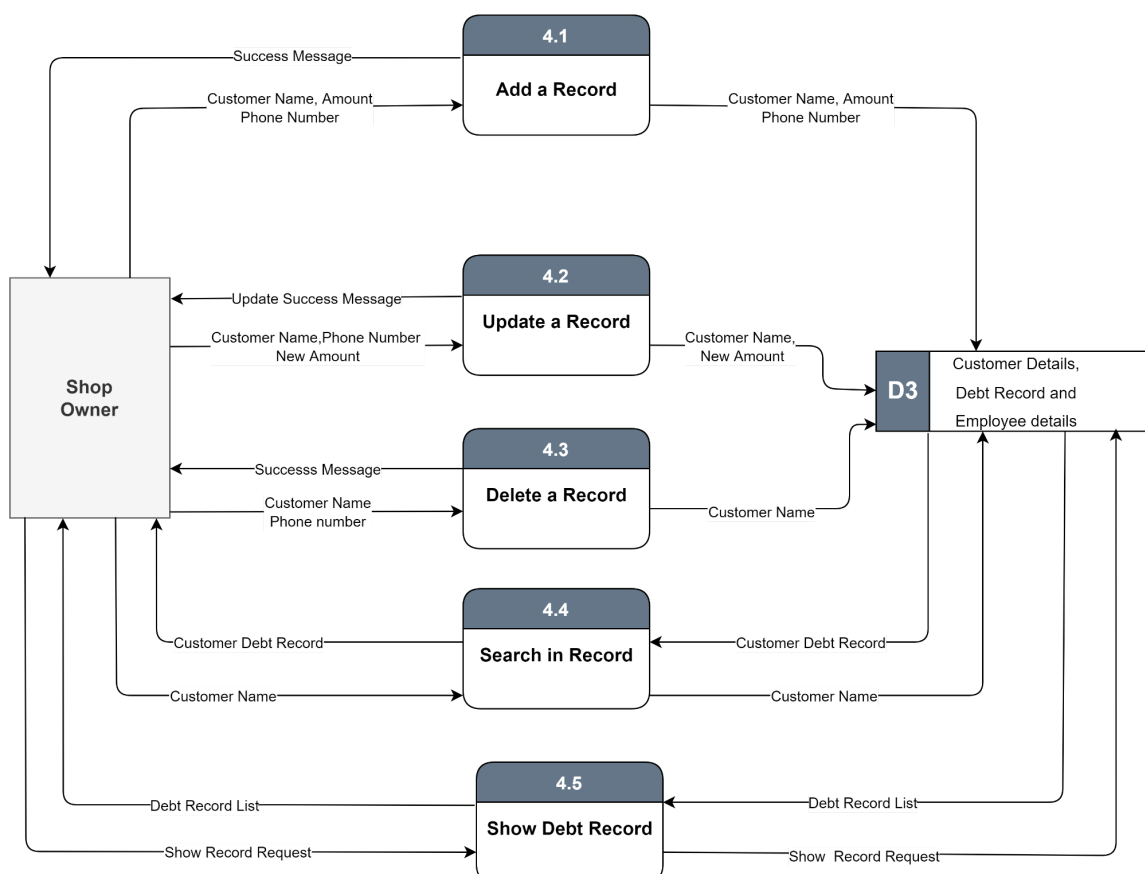 4.1
Success Message
Add a Record
Customer Name, Amount
Phone Number
Customer Name, Amount
Phone Number
4.2
Update Success Message
Update a Record
Customer Name,Phone Number
New Amount
Customer Name,
New Amount
Shop
Owner
D3
Customer Details,
Debt Record and
Employee details
4.3
Successs Message
Delete a Record
Customer Name
Phone number
Customer Name
4.4
Customer Debt Record
Search in Record
Customer Debt Record
Customer Name
Customer Name
4.5
Debt Record List
Debt Record List
Show Debt Record
Show Record Request
Show  Record Request